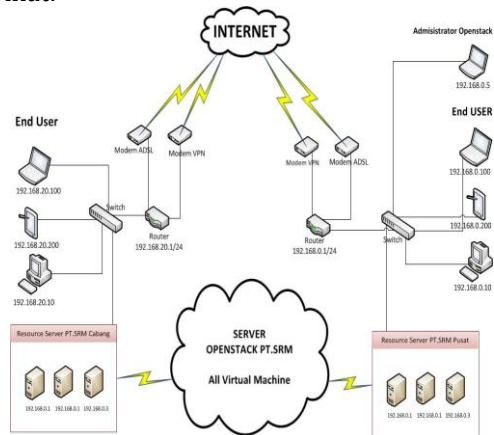 INTERNET
Admisistrator Openstack
192.168.0.5
End User
End USER
Modem ADSL
Modem VPN
Modem VPN
Modem ADSL
192.168.20.100
192.168.0.100
Switch
Router
192.168.20.1/24
Router
192.168.0.1/24
Switch
192.168.20.200
192.168.0.200
192.168.20.10
192.168.0.10
Resource Server PT.SRM Cabang
192.168.0.1
192.168.0.1
192.168.0.3
SERVER
OPENSTACK PT.SRM
All Virtual Machine
Resource Server PT.SRM Pusat
192.168.0.1
192.168.0.1
192.168.0.3